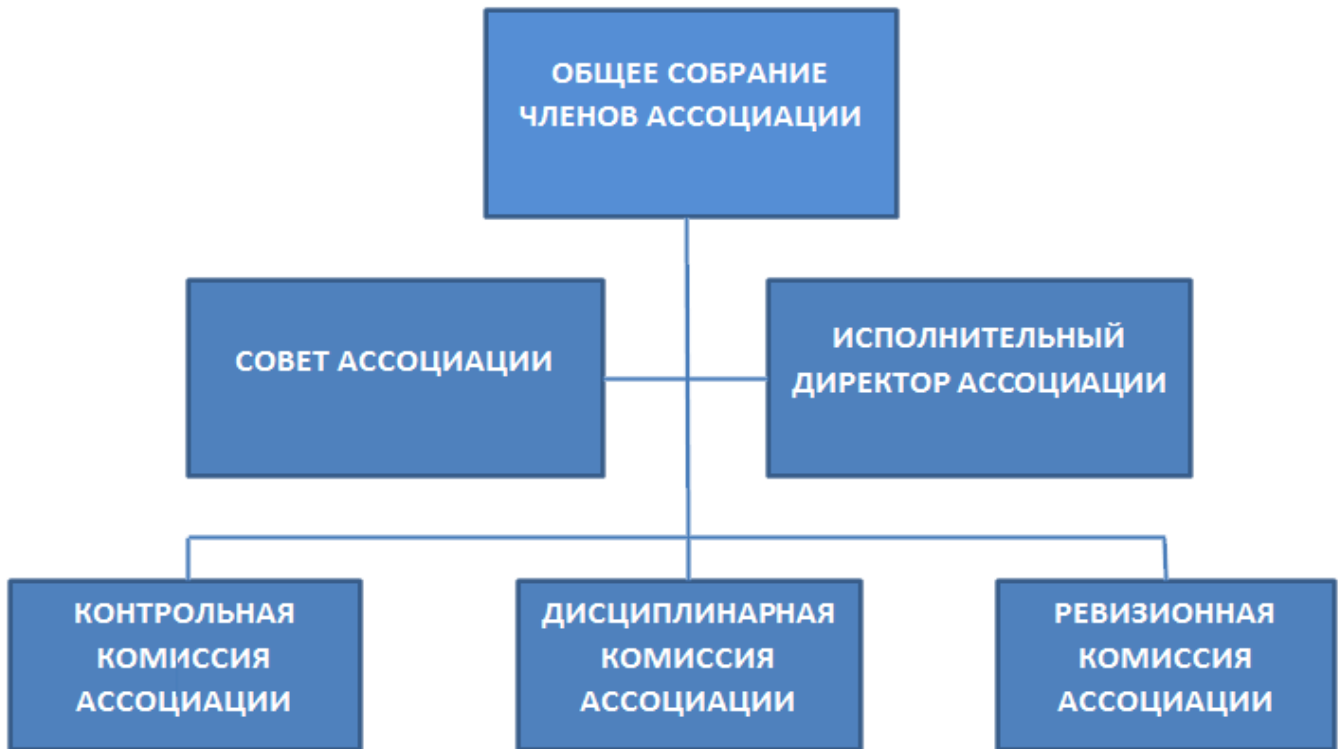 ОБЩЕЕ СОБРАНИЕ
ЧЛЕНОВ АССОЦИАЦИИ
СОВЕТ АССОЦИАЦИИ
ИСПОЛНИТЕЛЬНЫЙ
ДИРЕКТОР АССОЦИАЦИИ
КОНТРОЛЬНАЯ
КОМИССИЯ
АССОЦИАЦИИ
ДИСЦИПЛИНАРНАЯ
КОМИССИЯ
АССОЦИАЦИИ
РЕВИЗИОННАЯ
КОМИССИЯ
АССОЦИАЦИИ